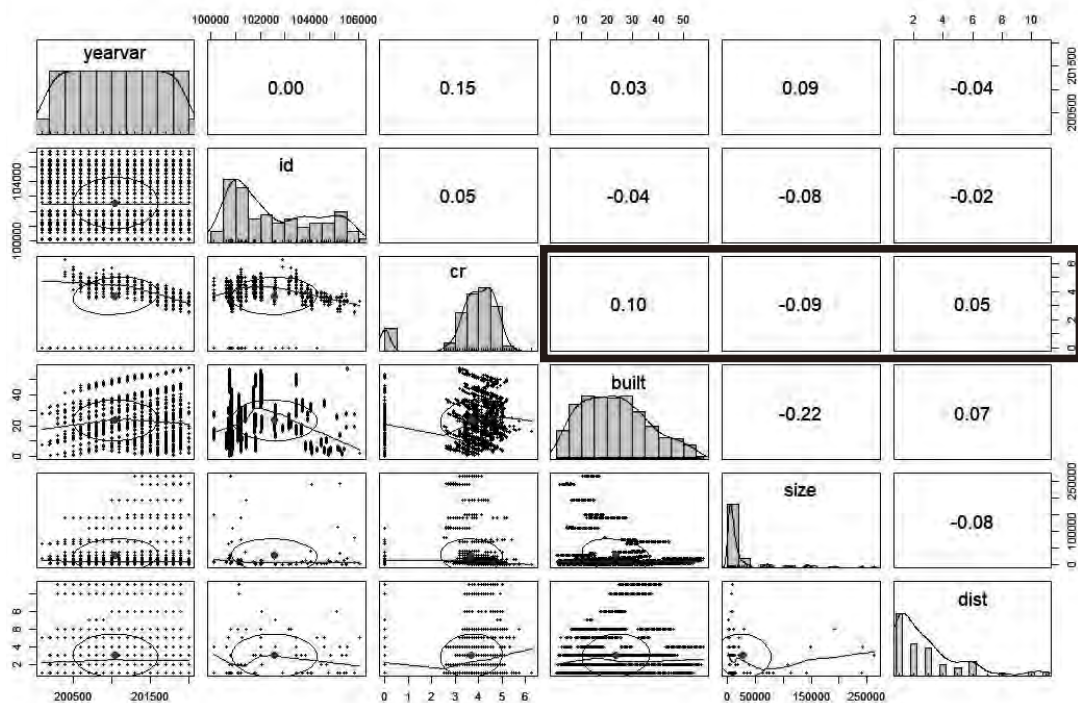 100000 102000 104000 106000 0 10 20 30 40 50 2 4 6 8 10
yearvar 0.00 0.15 0.03 0.09 -0.04 200500 201500
100000 104000 id 0.05 -0.04 -0.08 -0.02
cr 0.10 -0.09 0.05 0 2 4 6
0 20 40 built -0.22 0.07
size -0.08 0 100000 250000
2 4 6 8 dist
200500 201500 0 1 2 3 4 5 6 0 50000 150000 250000